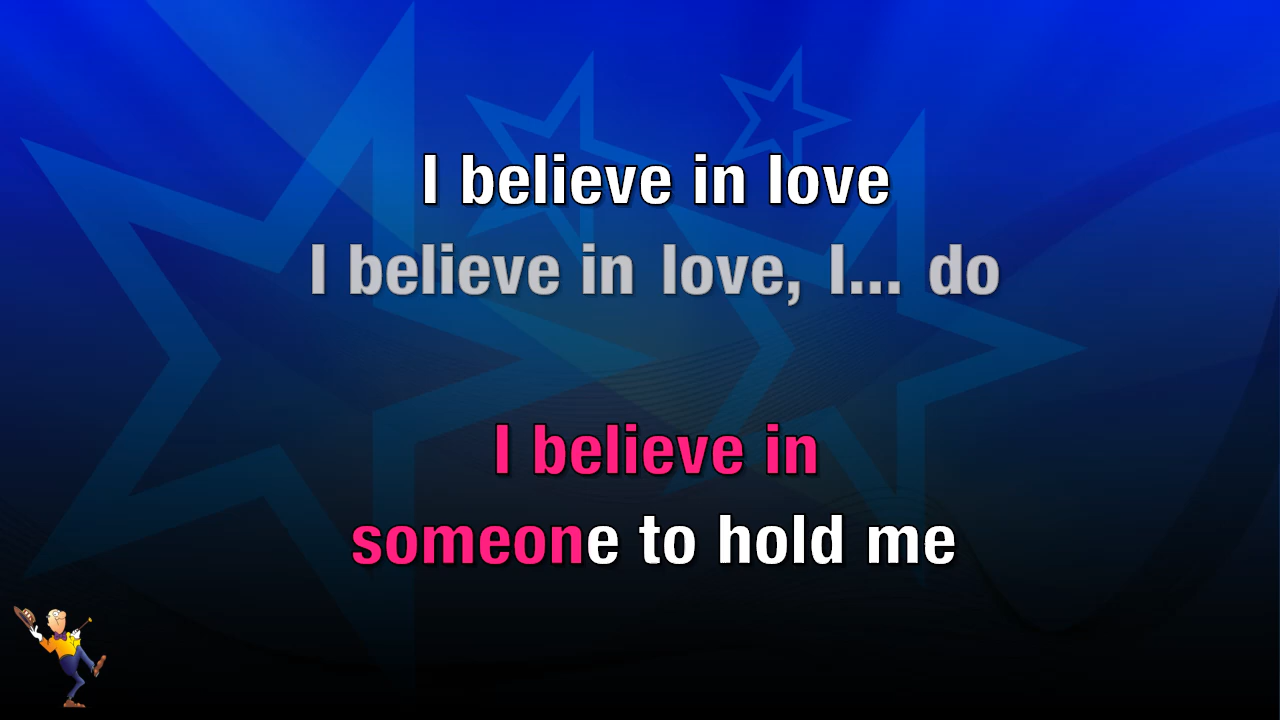 I believe in love
I believe in love, I... do
I believe in
someone to hold me